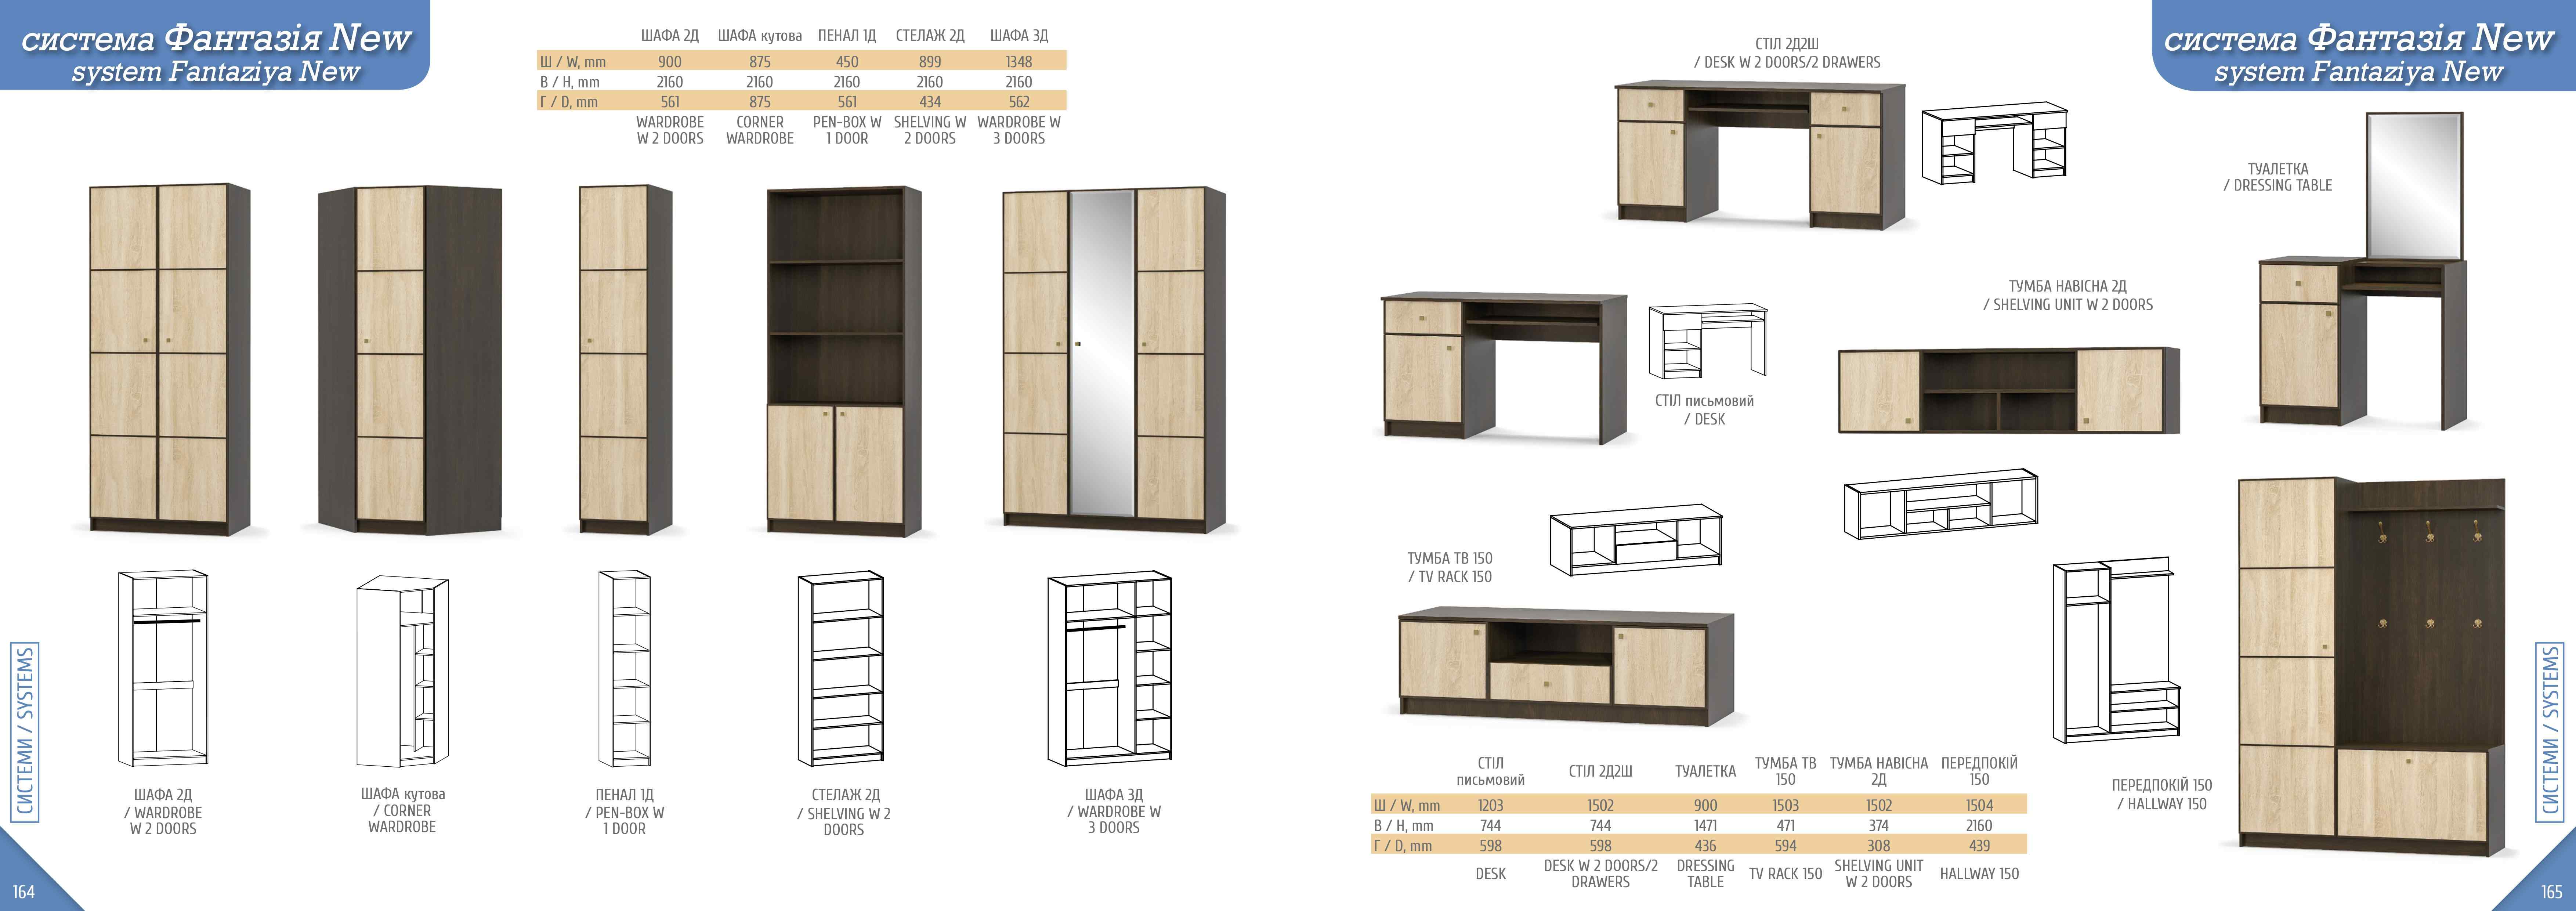 система Фантазія New
system Fantaziya New
ШАФА 2Д ШАФА кутова ПЕНАЛ 1Д СТЕЛАЖ 2Д ШАФА 3Д
Ш / W, mm 900 875 450 899 1348
В / H, mm 2160 2160 2160 2160 2160
Г / D, mm 561 875 561 434 562
WARDROBE W 2 DOORS CORNER WARDROBE PEN-BOX W 1 DOOR SHELVING W 2 DOORS WARDROBE W 3 DOORS
ШАФА 2Д
/ WARDROBE
W 2 DOORS
ШАФА кутова
/ CORNER
WARDROBE
ПЕНАЛ 1Д
/ PEN-BOX W
1 DOOR
СТЕЛАЖ 2Д
/ SHELVING W 2
DOORS
ШАФА 3Д
/ WARDROBE W
3 DOORS
СИСТЕМИ / SYSTEMS
164
система Фантазія New
system Fantaziya New
СТІЛ 2Д2Ш
/ DESK W 2 DOORS/2 DRAWERS
ТУАЛЕТКА
/ DRESSING TABLE
ТУМБА НАВІСНА 2Д
/ SHELVING UNIT W 2 DOORS
СТІЛ письмовий
/ DESK
ТУМБА ТВ 150
/ TV RACK 150
ПЕРЕДПОКІЙ 150
/ HALLWAY 150
СТІЛ письмовий СТІЛ 2Д2Ш ТУАЛЕТКА ТУМБА ТВ 150 ТУМБА НАВІСНА 2Д ПЕРЕДПОКІЙ 150
Ш / W, mm 1203 1502 900 1503 1502 1504
В / H, mm 744 744 1471 471 374 2160
Г / D, mm 598 598 436 594 308 439
DESK DESK W 2 DOORS/2 DRAWERS DRESSING TABLE TV RACK 150 SHELVING UNIT W 2 DOORS HALLWAY 150
СИСТЕМИ / SYSTEMS
165